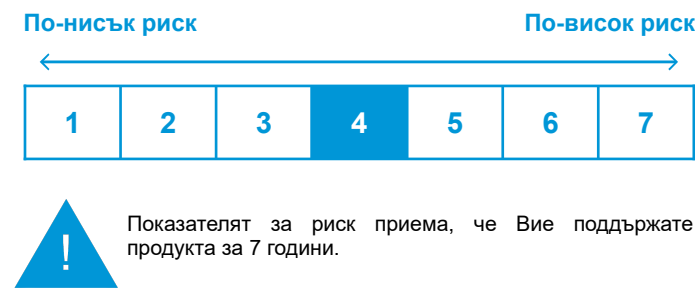 По-нисък риск По-висок риск
1 2 3 4 5 6 7
Показателят за риск приема, че Вие поддържате
продукта за 7 години.
!